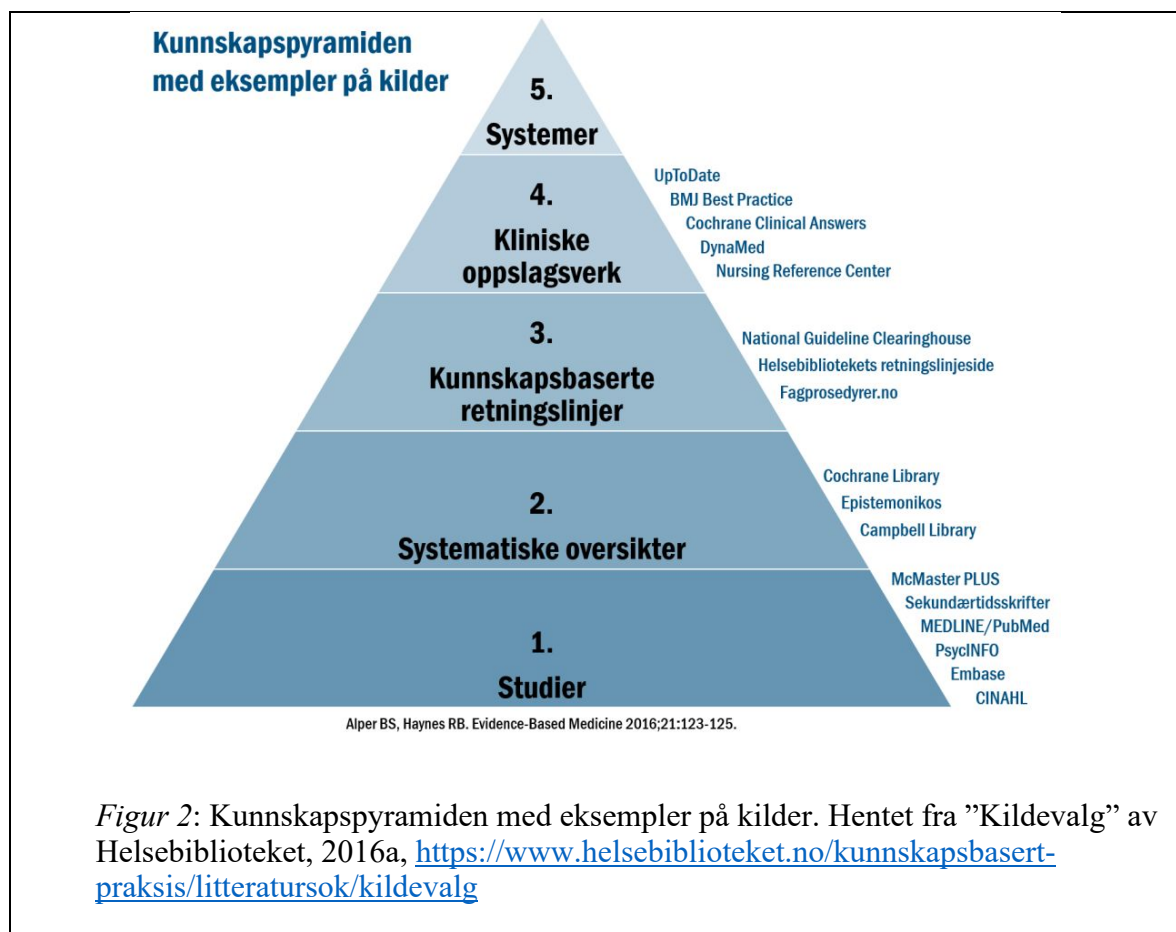 Kunnskapspyramiden
med eksempler på kilder
5.
Systemer
4.
Kliniske
oppslagsverk
UpToDate
BMJ Best Practice
Cochrane Clinical Answers
DynaMed
Nursing Reference Center
3.
Kunnskapsbaserte
retningslinjer
National Guideline Clearinghouse
Helsebibliotekets retningslinjeside
Fagprosedyrer.no
2.
Systematiske oversikter
Cochrane Library
Epistemonikos
Campbell Library
1.
Studier
McMaster PLUS
Sekundærtidsskrifter
MEDLINE/PubMed
PsycINFO
Embase
CINAHL
Alper BS, Haynes RB. Evidence-Based Medicine 2016;21:123-125.
Figur 2: Kunnskapspyramiden med eksempler på kilder. Hentet fra ”Kildevalg” av
Helsebiblioteket, 2016a, https://www.helsebiblioteket.no/kunnskapsbasert-
praksis/litteratursok/kildevalg